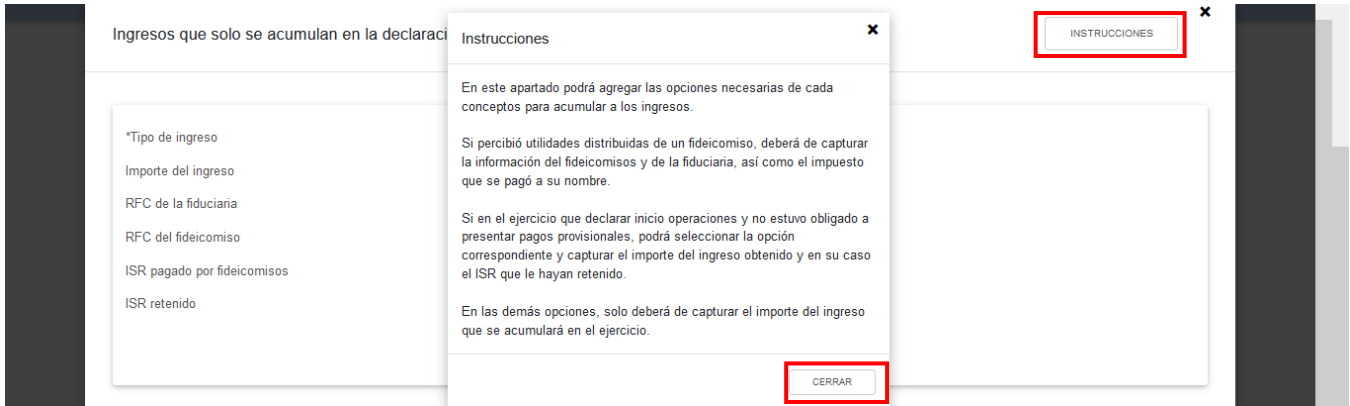 Ingresos que solo se acumulan en la declaraci
INSTRUCCIONES
*Tipo de ingreso
Importe del ingreso
RFC de la fiduciaria
RFC del fideicomiso
ISR pagado por fideicomisos
ISR retenido
Instrucciones
En este apartado podrá agregar las opciones necesarias de cada
conceptos para acumular a los ingresos.
Si percibió utilidades distribuidas de un fideicomiso, deberá de capturar
la información del fideicomisos y de la fiduciaria, así como el impuesto
que se pagó a su nombre.
Si en el ejercicio que declarar inicio operaciones y no estuvo obligado a
presentar pagos provisionales, podrá seleccionar la opción
correspondiente y capturar el importe del ingreso obtenido y en su caso
el ISR que le hayan retenido.
En las demás opciones, solo deberá de capturar el importe del ingreso
que se acumulará en el ejercicio.
CERRAR